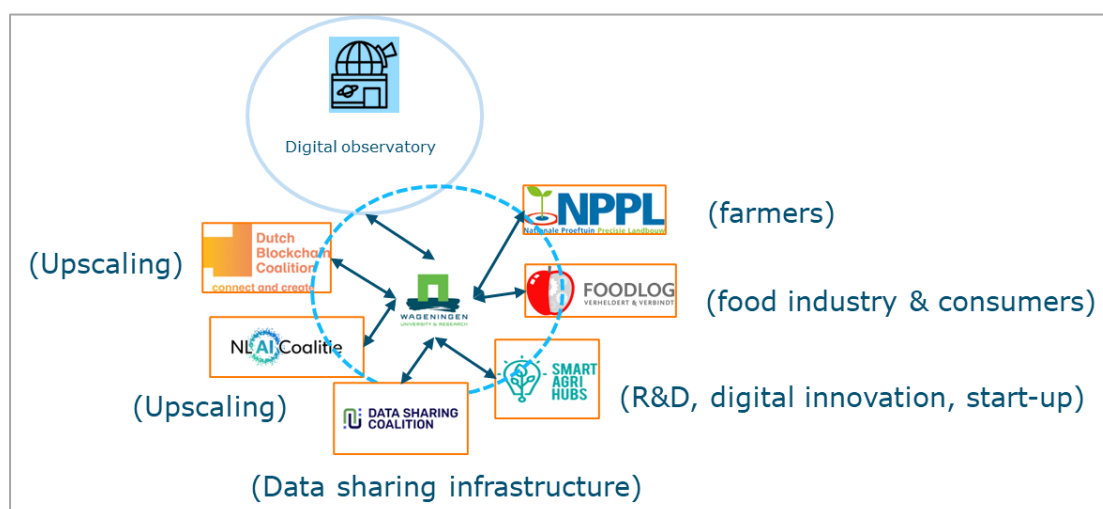 Digital observatory
NPPL
Nationale Proeftuin Precisie Landbouw
(farmers)
Dutch
Blockchain
Coalition
connect and create
(Upscaling)
WAGENINGEN
UNIVERSITY & RESEARCH
FOODLOG
VERHELDERT & VERBINDT
(food industry & consumers)
NL AI Coalitie
(Upscaling)
SMART
AGRI
HUBS
(R&D, digital innovation, start-up)
DATA SHARING
COALITION
(Data sharing infrastructure)